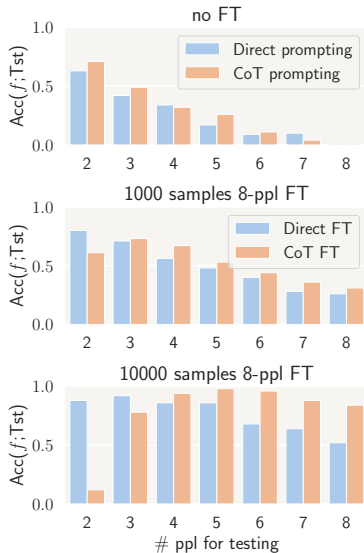 no FT
1.0
0.5
0.0
Acc(f;Tst)
Direct prompting
CoT prompting
2 3 4 5 6 7 8
1000 samples 8-ppl FT
1.0
0.5
0.0
Acc(f;Tst)
Direct FT
CoT FT
2 3 4 5 6 7 8
10000 samples 8-ppl FT
1.0
0.5
0.0
Acc(f;Tst)
2 3 4 5 6 7 8
# ppl for testing